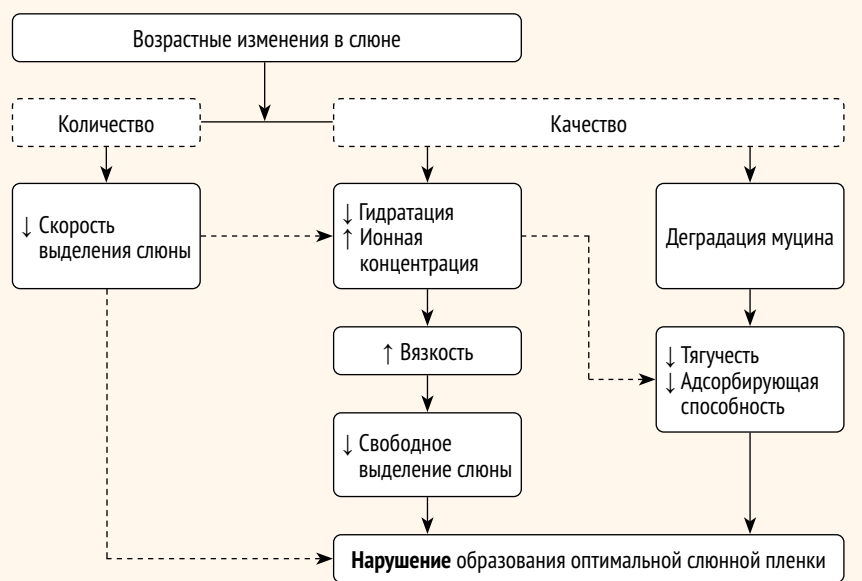 Возрастные изменения в слюне
Количество
Качество
↓ Скорость
выделения слюны
↓ Гидратация
↑ Ионная
концентрация
Деградация муцина
↑ Вязкость
↓ Тягучесть
↓ Адсорбирующая
способность
↓ Свободное
выделение слюны
Нарушение образования оптимальной слюнной пленки